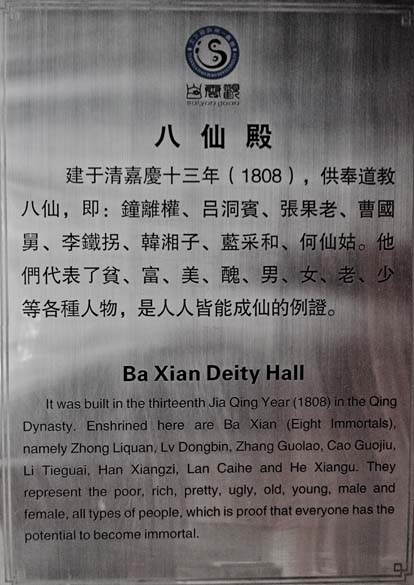 白雲觀
baiyun guan
八仙殿
建于清嘉慶十三年（1808），供奉道教
八仙，即：鐘離權、吕洞賓、張果老、曹國
舅、李鐵拐、韓湘子、藍采和、何仙姑。他
們代表了貧、富、美、醜、男、女、老、少
等各種人物，是人人皆能成仙的例證。
Ba Xian Deity Hall
It was built in the thirteenth Jia Qing Year (1808) in the Qing
Dynasty. Enshrined here are Ba Xian (Eight Immortals),
namely Zhong Liquan, Lv Dongbin, Zhang Guolao, Cao Guojiu,
Li Tieguai, Han Xiangzi, Lan Caihe and He Xiangu. They
represent the poor, rich, pretty, ugly, old, young, male and
female, all types of people, which is proof that everyone has the
potential to become immortal.